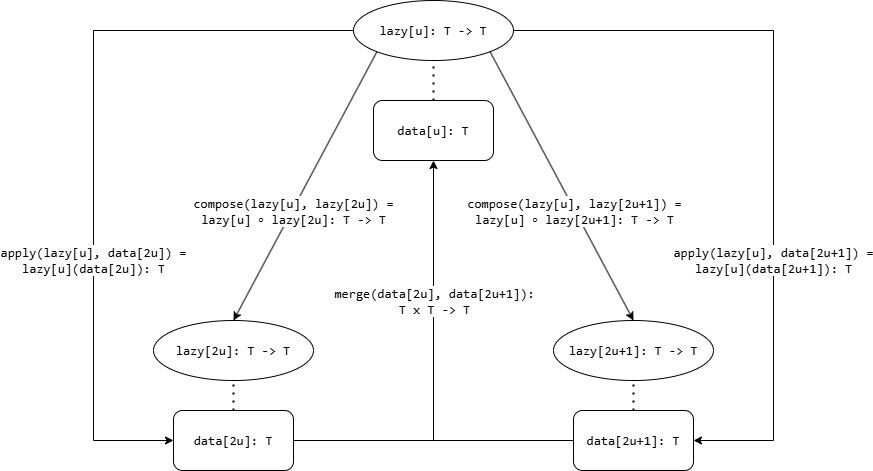 lazy[u]: T -> T
data[u]: T
compose(lazy[u], lazy[2u]) =
lazy[u] ∘ lazy[2u]: T -> T
compose(lazy[u], lazy[2u+1]) =
lazy[u] ∘ lazy[2u+1]: T -> T
apply(lazy[u], data[2u]) =
lazy[u](data[2u]): T
apply(lazy[u], data[2u+1]) =
lazy[u](data[2u+1]): T
merge(data[2u], data[2u+1]):
T x T -> T
lazy[2u]: T -> T
lazy[2u+1]: T -> T
data[2u]: T
data[2u+1]: T